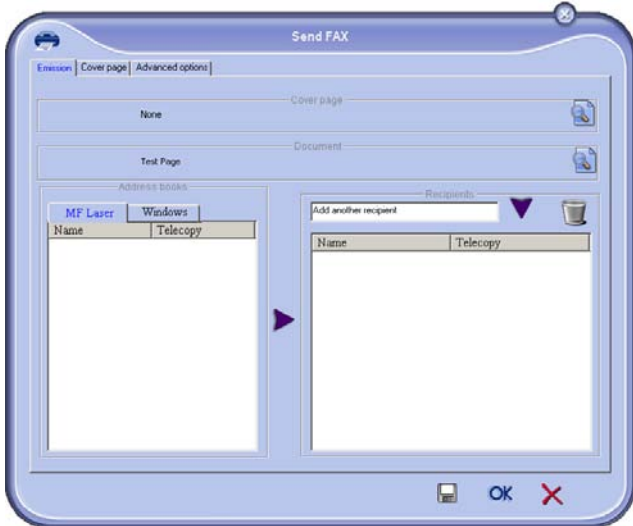 Send FAX
Emission Cover page Advanced options
Cover page
None
Document
Test Page
Address books
MF Laser Windows
Name Telecopy
Recipients
Add another recipient
Name Telecopy
OK